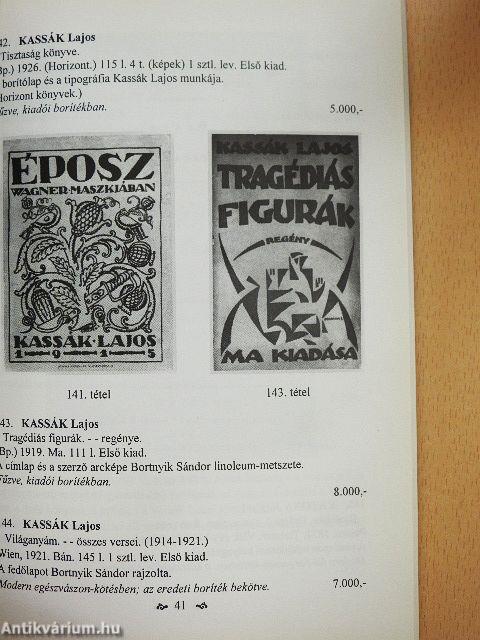 42. KASSÁK Lajos
Tisztaság könyve.
Bp.) 1926. (Horizont.) 115 l. 4 t. (képek) 1 sztl. lev. Első kiad.
borítólap és a tipográfia Kassák Lajos munkája.
Horizont könyvek.)
Fűzve, kiadói borítékban.
5.000,-
ÉPOSZ
WAGNER·MASZKJÁBAN
KASSÁK·LAJOS
1915
KASSÁK LAJOS
TRAGÉDIÁS
FIGURÁK
REGÉNY
MA KIADÁSA
141. tétel
143. tétel
43. KASSÁK Lajos
Tragédiás figurák. - - regénye.
(Bp.) 1919. Ma. 111 l. Első kiad.
A címlap és a szerző arcképe Bortnyik Sándor linoleum-metszete.
Fűzve, kiadói borítékban.
8.000,-
44. KASSÁK Lajos
Világanyám. - - összes versei. (1914-1921.)
Wien, 1921. Bán. 145 l. 1 sztl. lev. Első kiad.
A fedőlapot Bortnyik Sándor rajzolta.
Modern egészvászon-kötésben; az eredeti boríték bekötve.
7.000,-
41
Antikvárium.hu